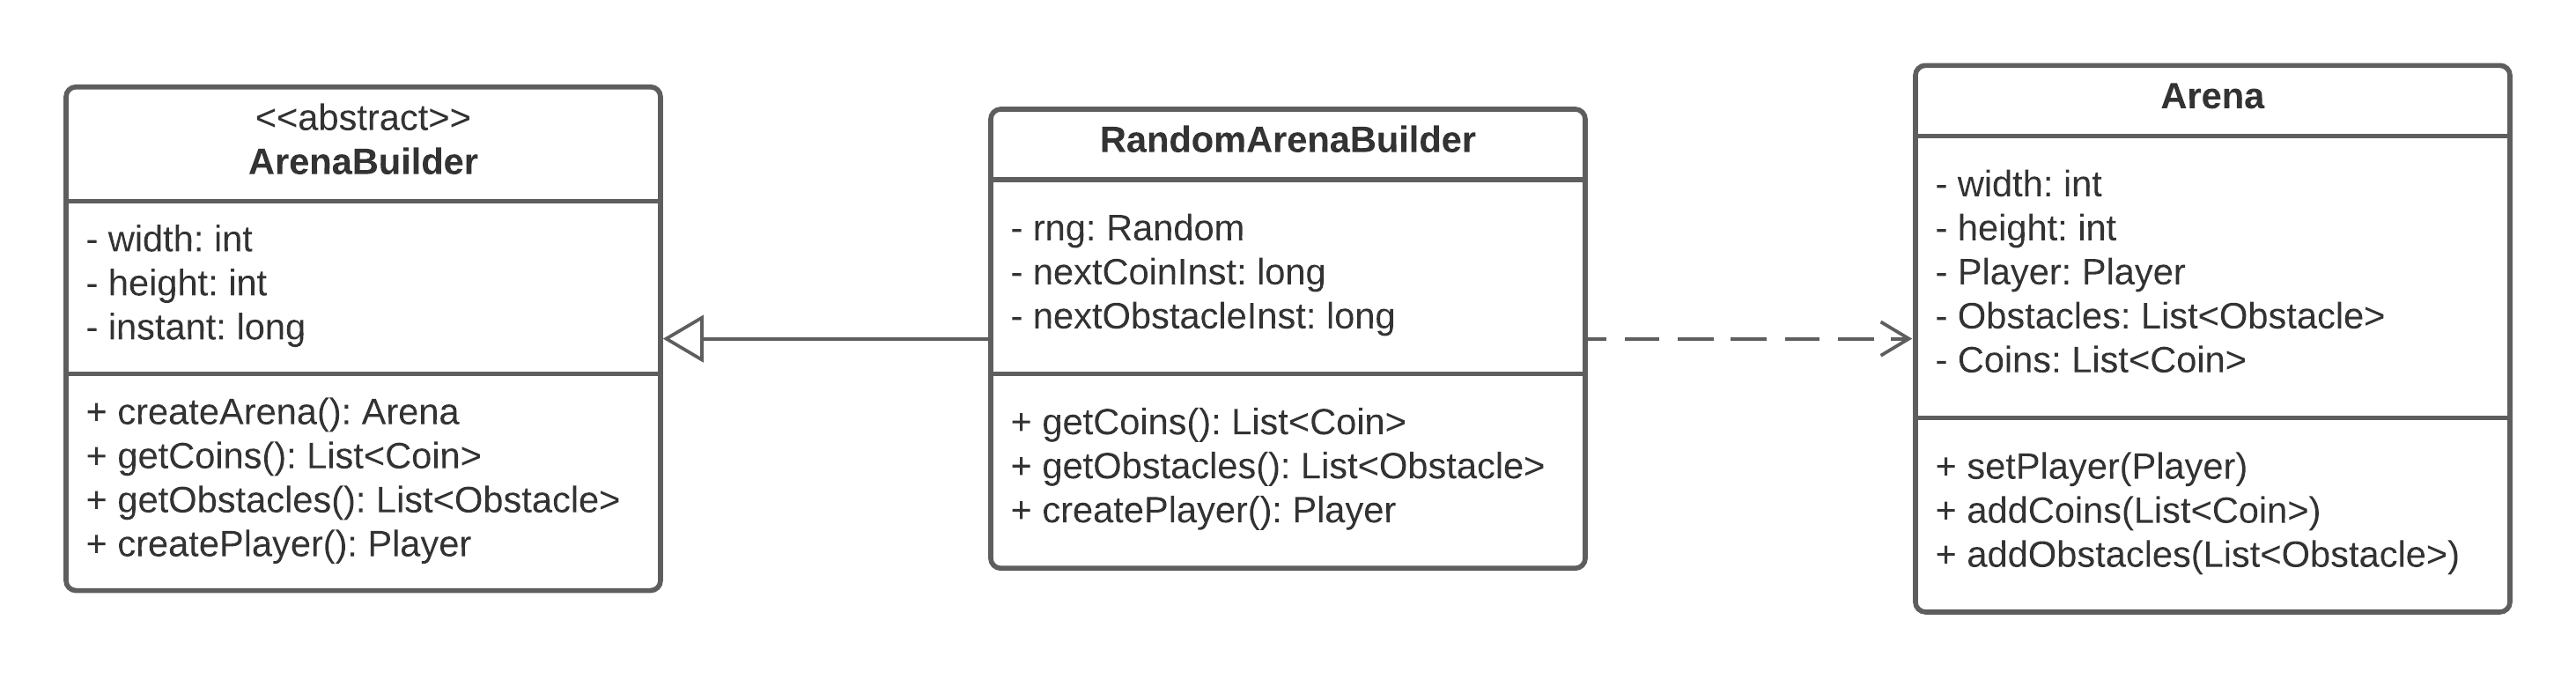 <<abstract>>
ArenaBuilder
- width: int
- height: int
- instant: long
+ createArena(): Arena
+ getCoins(): List<Coin>
+ getObstacles(): List<Obstacle>
+ createPlayer(): Player
RandomArenaBuilder
- rng: Random
- nextCoinInst: long
- nextObstacleInst: long
+ getCoins(): List<Coin>
+ getObstacles(): List<Obstacle>
+ createPlayer(): Player
Arena
- width: int
- height: int
- Player: Player
- Obstacles: List<Obstacle>
- Coins: List<Coin>
+ setPlayer(Player)
+ addCoins(List<Coin>)
+ addObstacles(List<Obstacle>)